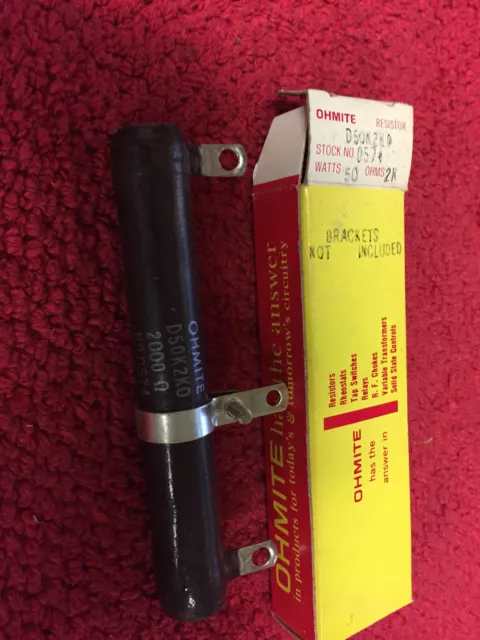 OHMITE
D50K2K0
2000 Ω
OHMITE RESISTOR
D50K2K0
STOCK NO. 0574
WATTS 50 OHMS 2K
BRACKETS
NOT INCLUDED
Resistors
Rheostats
Tap Switches
Relays
R. F. Chokes
Variable Transformers
Solid State Controls
OHMITE
has the
answer in
OHMITE has the answer
in products for today's & tomorrow's circuitry